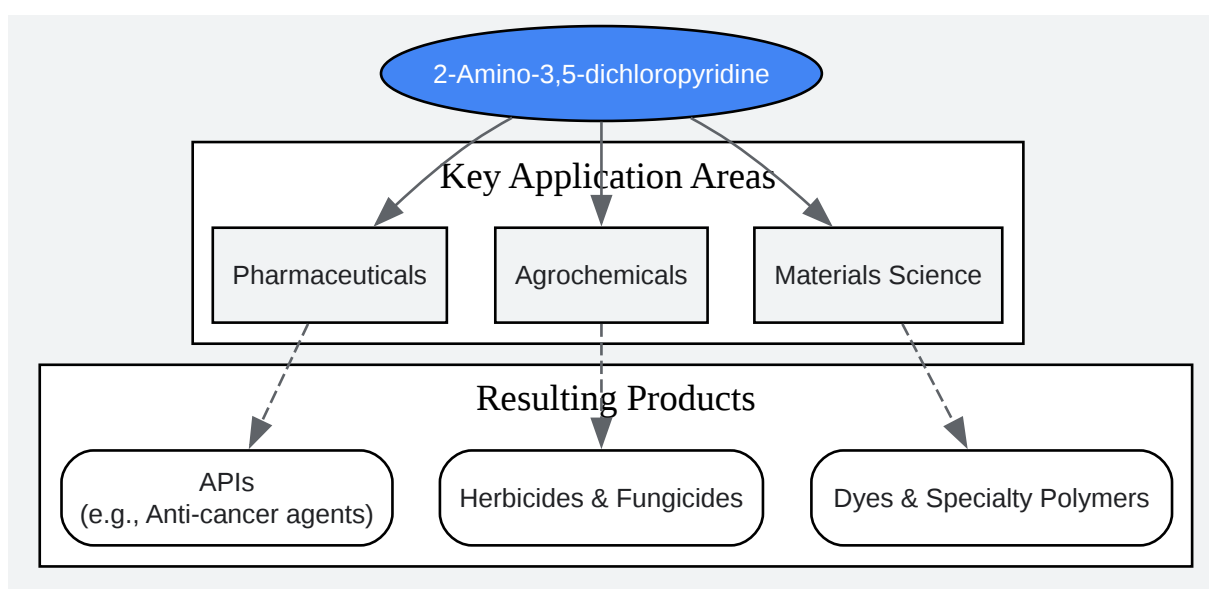 2-Amino-3,5-dichloropyridine
Key Application Areas
Pharmaceuticals
Agrochemicals
Materials Science
Resulting Products
APIs
(e.g., Anti-cancer agents)
Herbicides & Fungicides
Dyes & Specialty Polymers